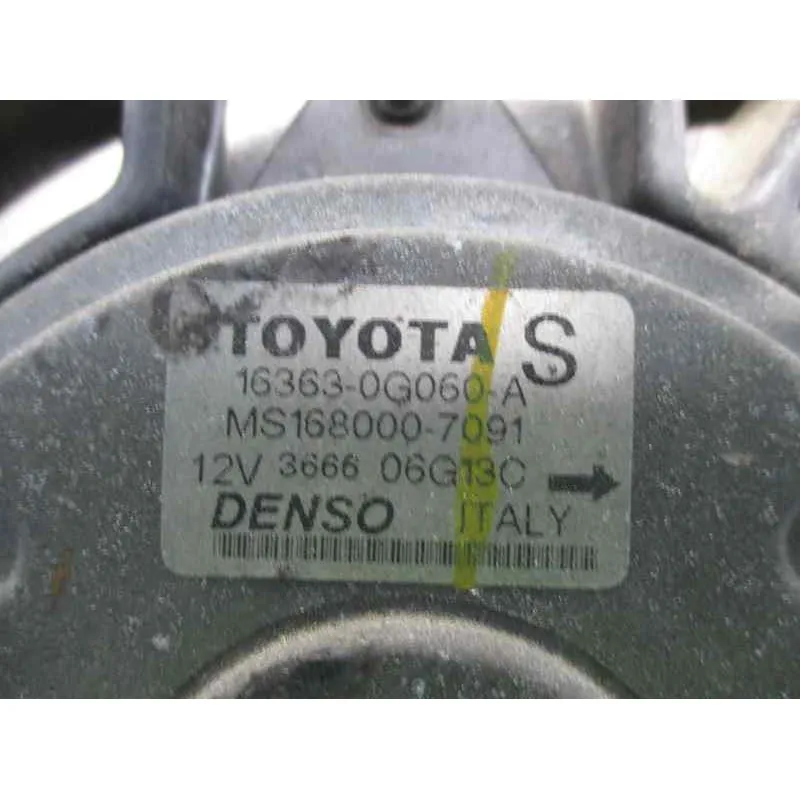 TOYOTA S
16363-0G060-A
MS168000-7091
12V 3666 06G13C
DENSO ITALY